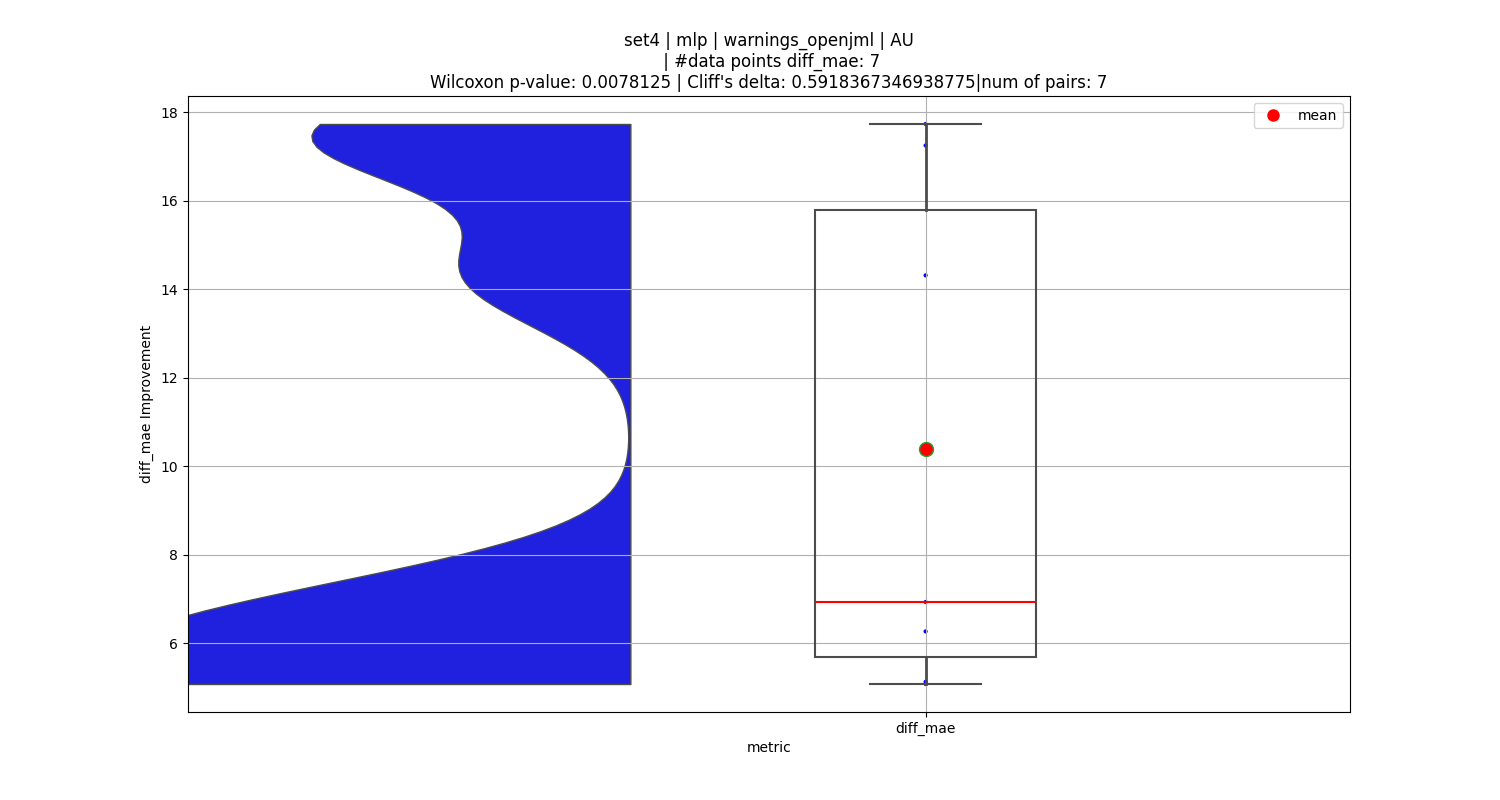 set4 | mlp | warnings_openjml | AU
| #data points diff_mae: 7
Wilcoxon p-value: 0.0078125 | Cliff's delta: 0.5918367346938775|num of pairs: 7
mean
18
16
14
12
10
8
6
diff_mae Improvement
diff_mae
metric